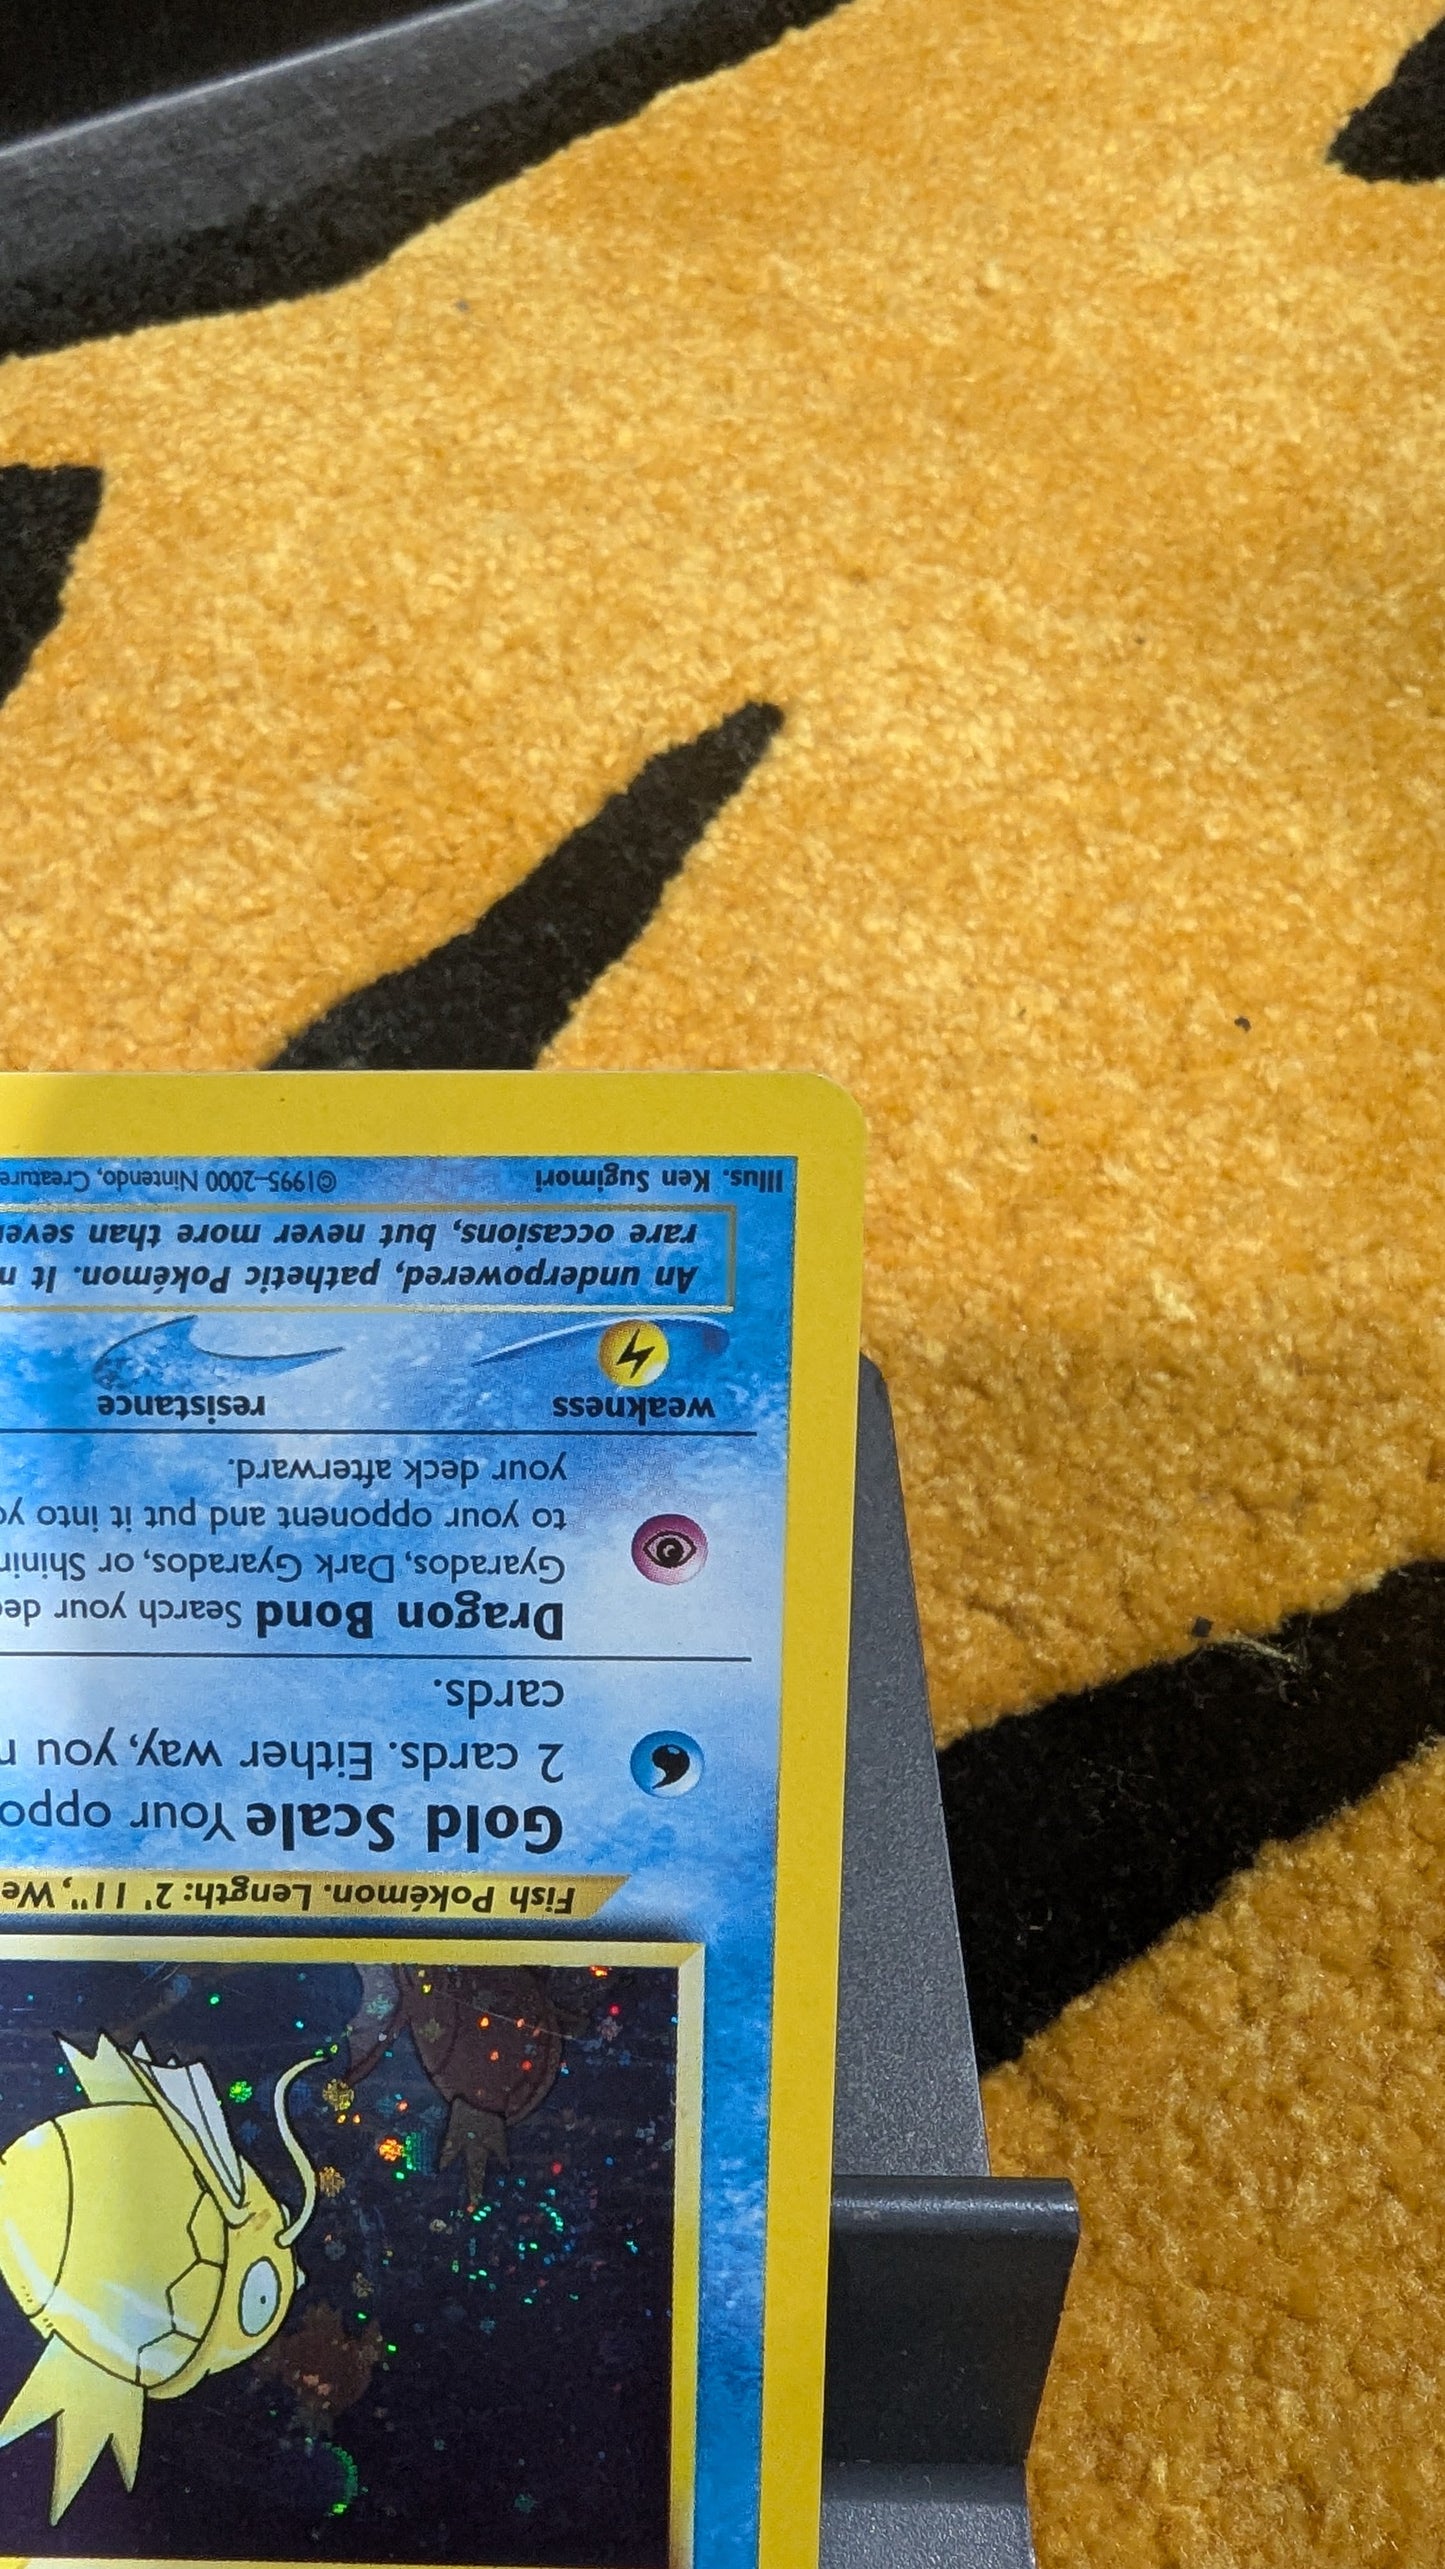 Fish Pokémon. Length: 2' 11", We
Gold Scale Your oppo
2 cards. Either way, you
cards.
Dragon Bond Search your de
Gyarados, Dark Gyarados, or Shinin
to your opponent and put it into yo
your deck afterward.
weakness resistance
An underpowered, pathetic Pokémon. It
rare occasions, but never more than seve
Illus. Ken Sugimori ©1995–2000 Nintendo, Creature